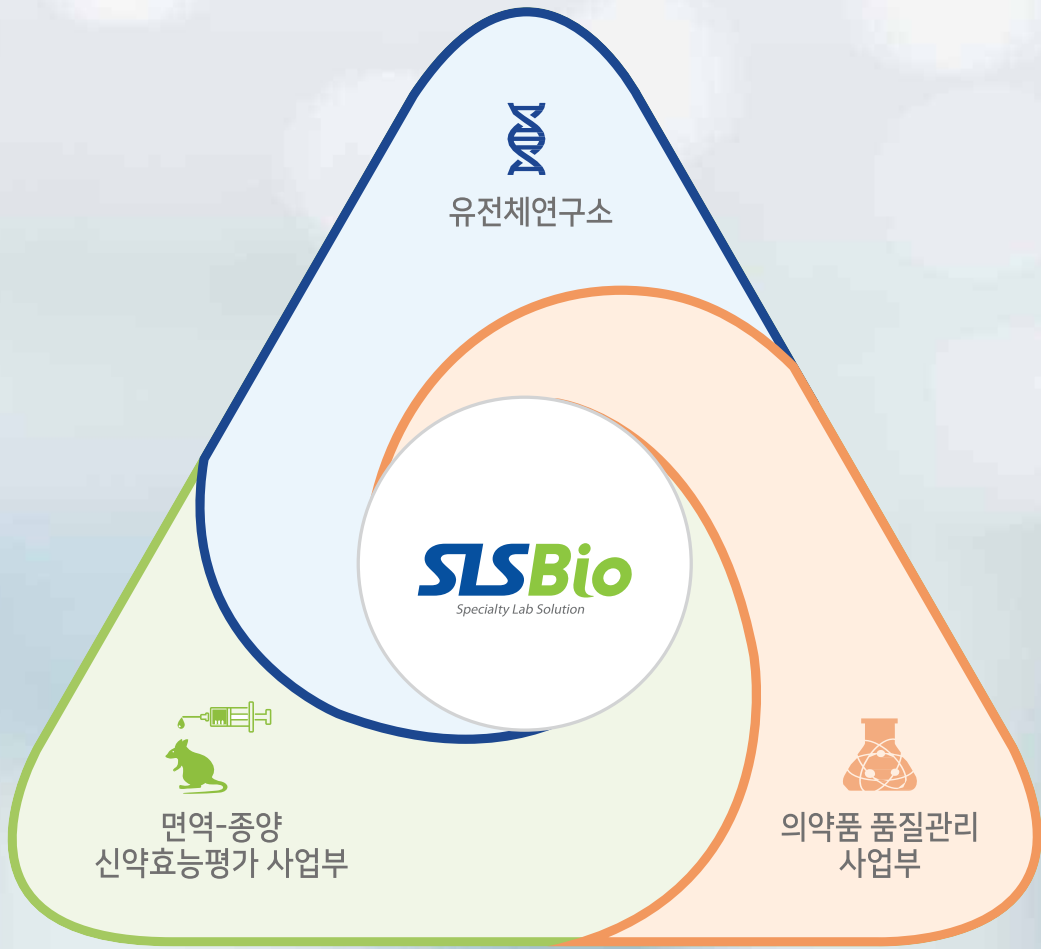 유전체연구소
SLSBio
Specialty Lab Solution
면역-종양
신약효능평가 사업부
의약품 품질관리
사업부